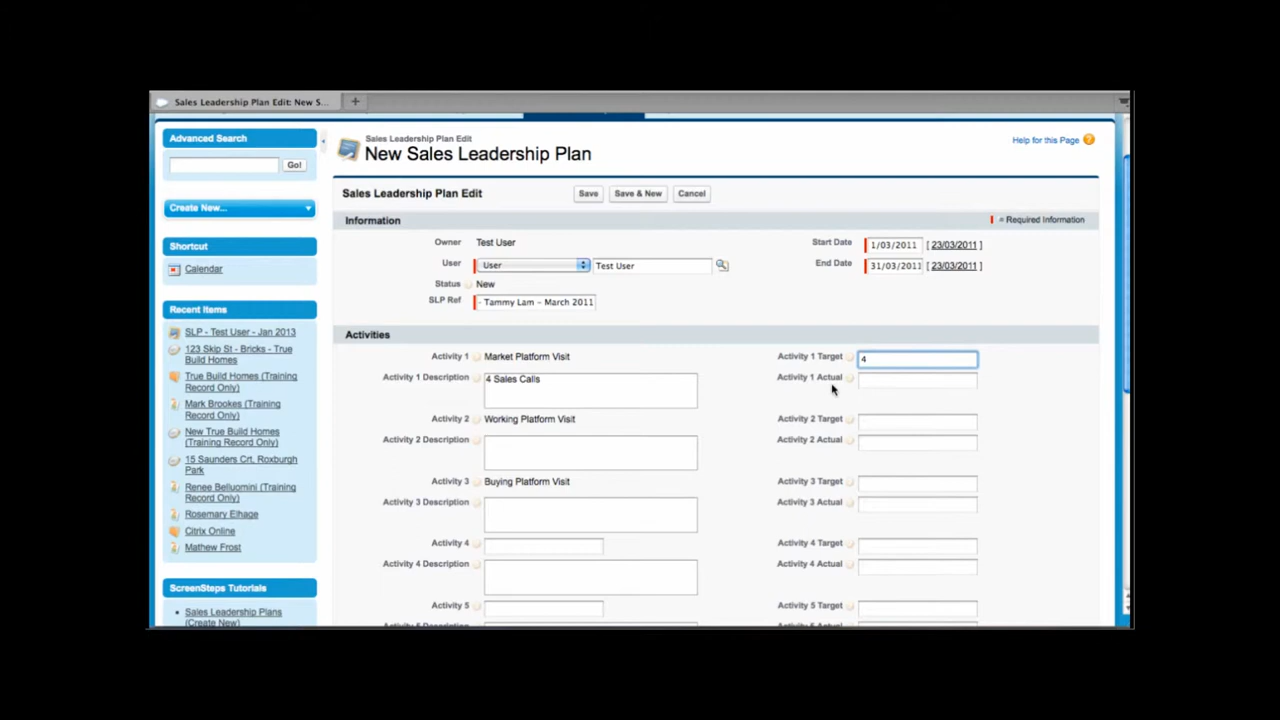 Sales Leadership Plan Edit: New S...
+
Advanced Search
Go!
Create New...
Shortcut
Calendar
Recent Items
SLP - Test User - Jan 2013
123 Skip St - Bricks - True
Build Homes
True Build Homes (Training
Record Only)
Mark Brookes (Training
Record Only)
New True Build Homes
(Training Record Only)
15 Saunders Crt, Roxburgh
Park
Renee Belluomini (Training
Record Only)
Rosemary Elhage
Citrix Online
Mathew Frost
ScreenSteps Tutorials
• Sales Leadership Plans
(Create New)
Sales Leadership Plan Edit
New Sales Leadership Plan
Help for this Page ?
Sales Leadership Plan Edit Save Save & New Cancel
Information = Required Information
Owner Test User Start Date 1/03/2011 [ 23/03/2011 ]
User User Test User End Date 31/03/2011 [ 23/03/2011 ]
Status New
SLP Ref - Tammy Lam - March 2011
Activities
Activity 1 Market Platform Visit Activity 1 Target 4
Activity 1 Description 4 Sales Calls Activity 1 Actual
Activity 2 Working Platform Visit Activity 2 Target
Activity 2 Description Activity 2 Actual
Activity 3 Buying Platform Visit Activity 3 Target
Activity 3 Description Activity 3 Actual
Activity 4 Activity 4 Target
Activity 4 Description Activity 4 Actual
Activity 5 Activity 5 Target